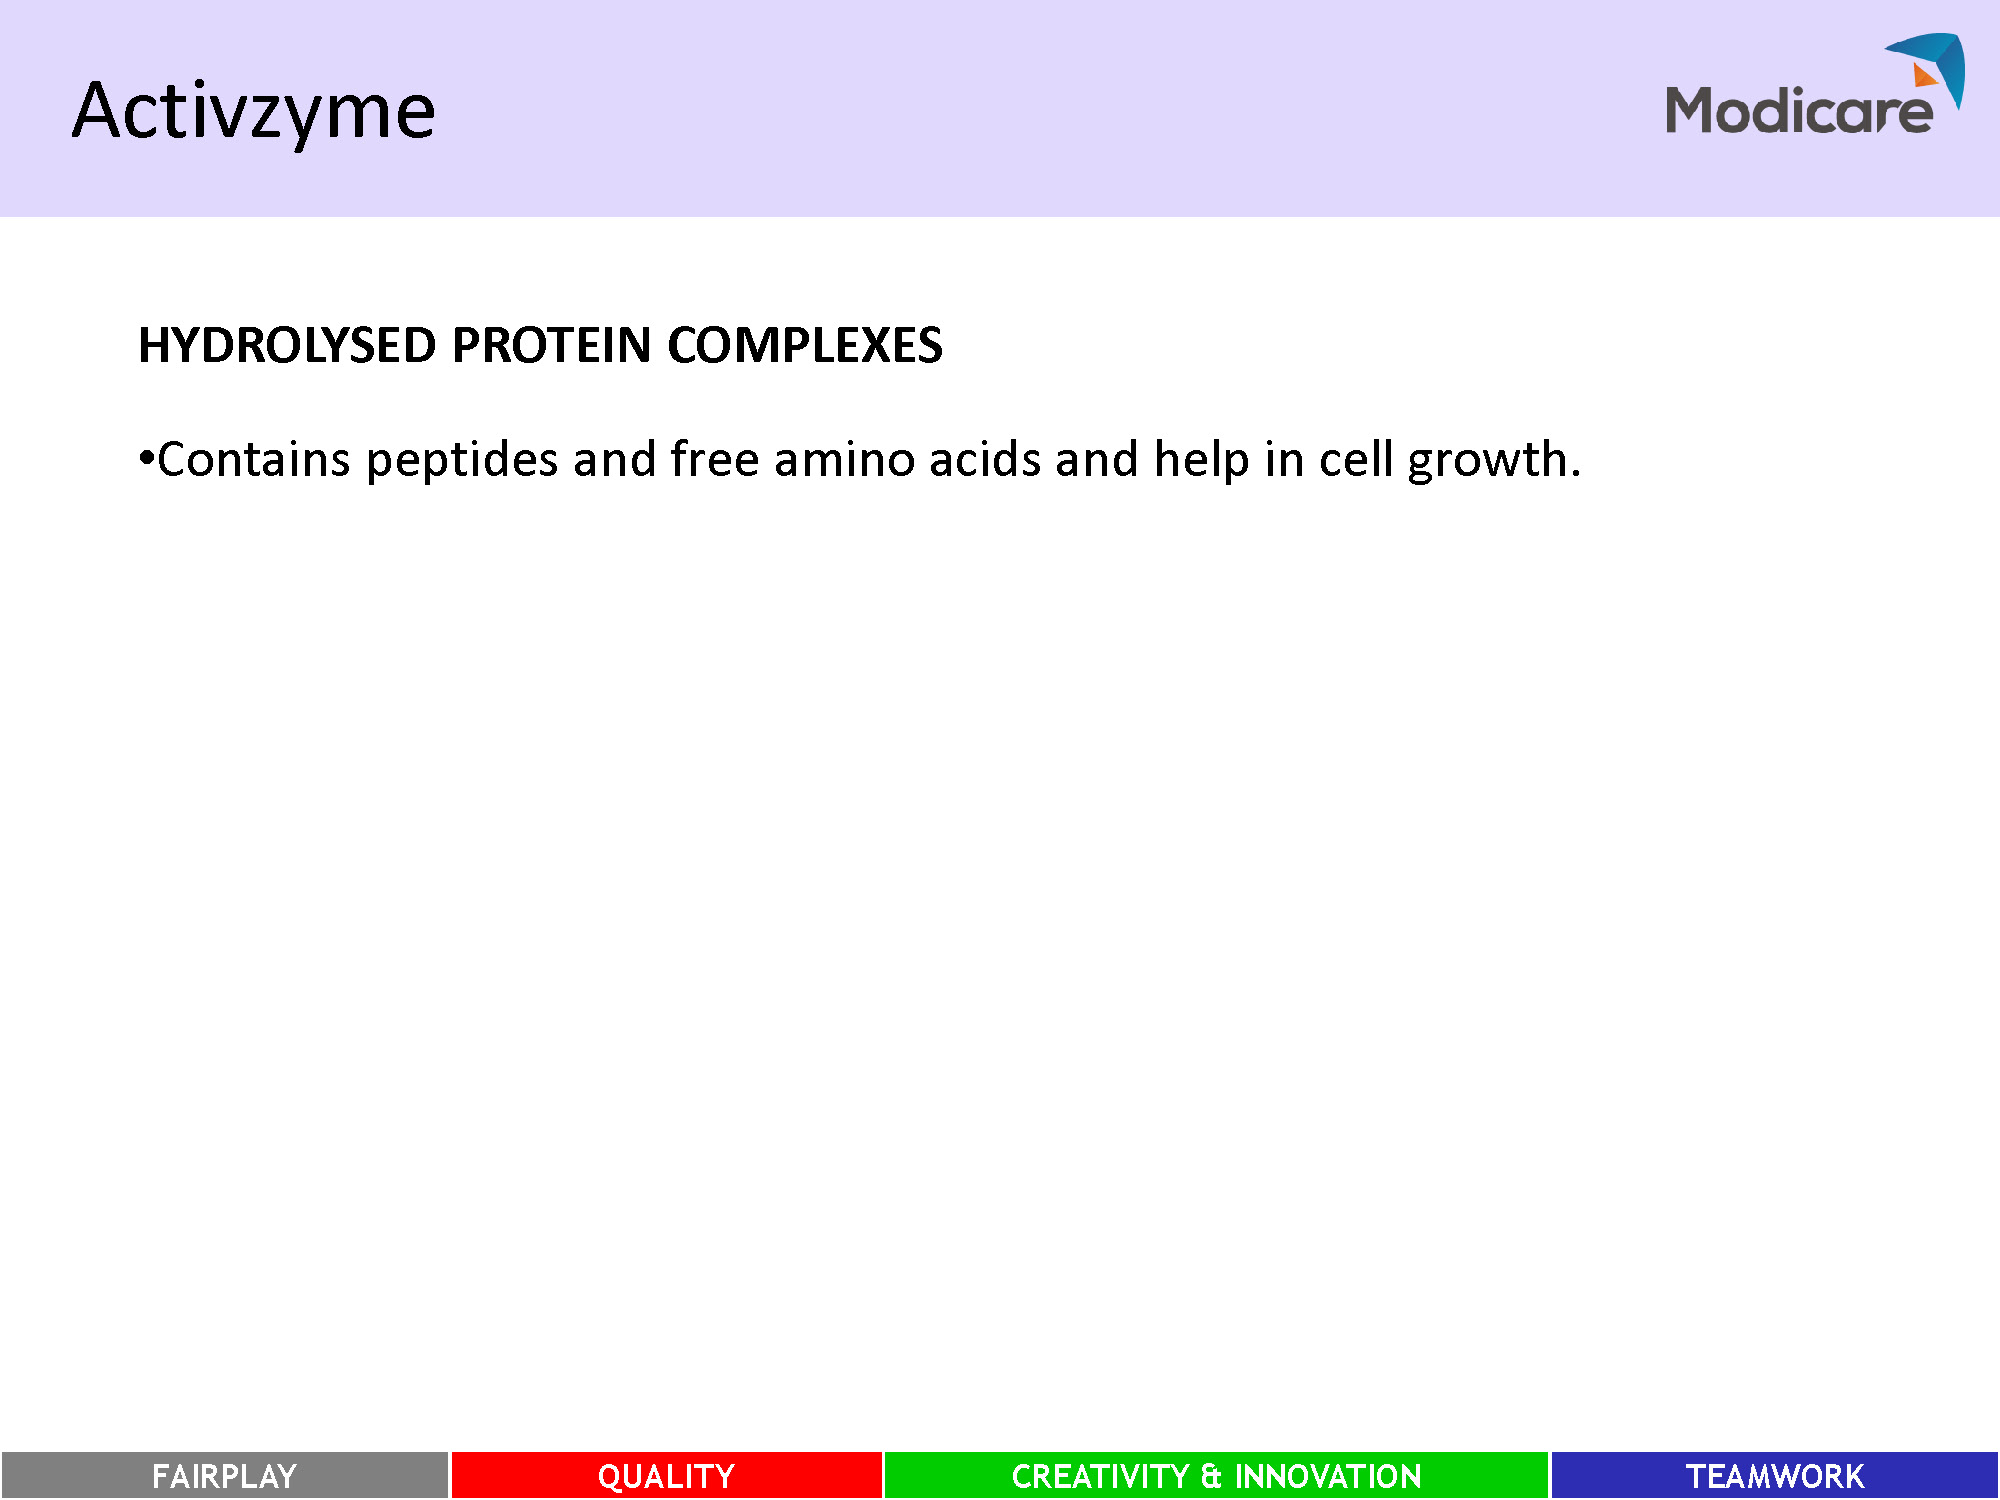 Activzyme
Modicare
HYDROLYSED PROTEIN COMPLEXES
•Contains peptides and free amino acids and help in cell growth.
FAIRPLAY
QUALITY
CREATIVITY & INNOVATION
TEAMWORK